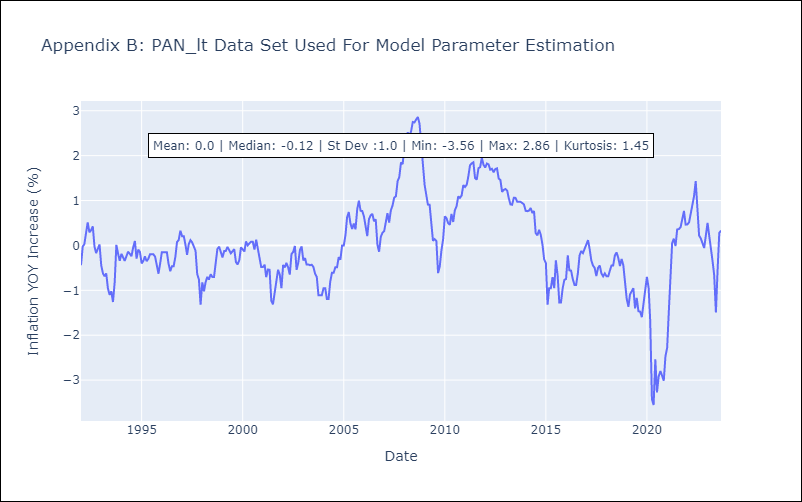 Appendix B: PAN_lt Data Set Used For Model Parameter Estimation
3
Mean: 0.0 | Median: -0.12 | St Dev :1.0 | Min: -3.56 | Max: 2.86 | Kurtosis: 1.45
2
1
0
−1
−2
−3
Inflation YOY Increase (%)
1995 2000 2005 2010 2015 2020
Date